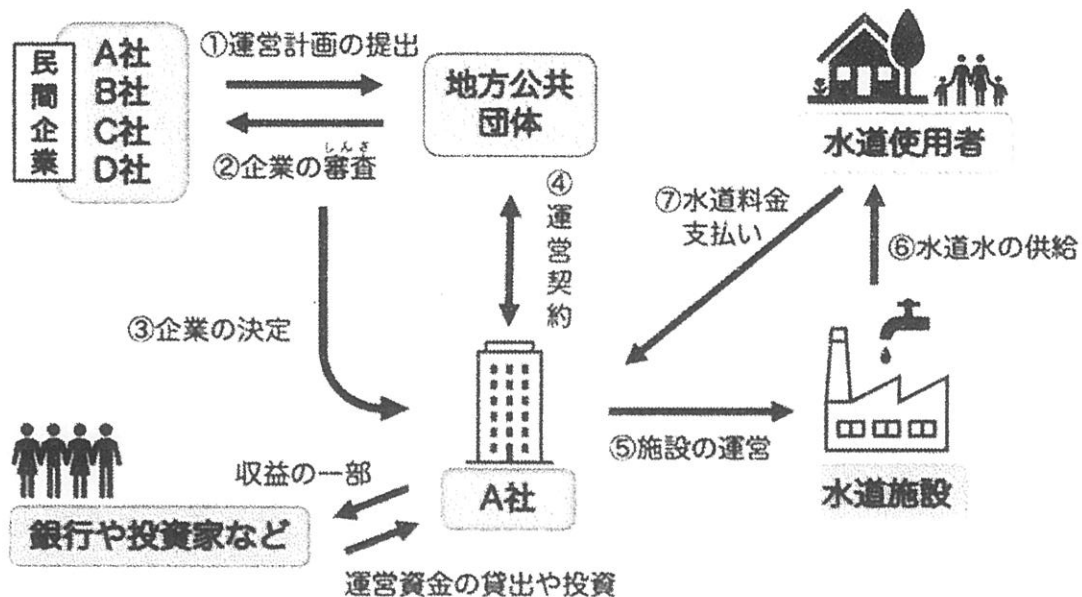 民間企業
A社
B社
C社
D社
①運営計画の提出
地方公共
団体
②企業の審査
しんさ
③企業の決定
④運営契約
水道使用者
⑦水道料金
支払い
⑥水道水の供給
⑤施設の運営
水道施設
A社
収益の一部
銀行や投資家など
運営資金の貸出や投資